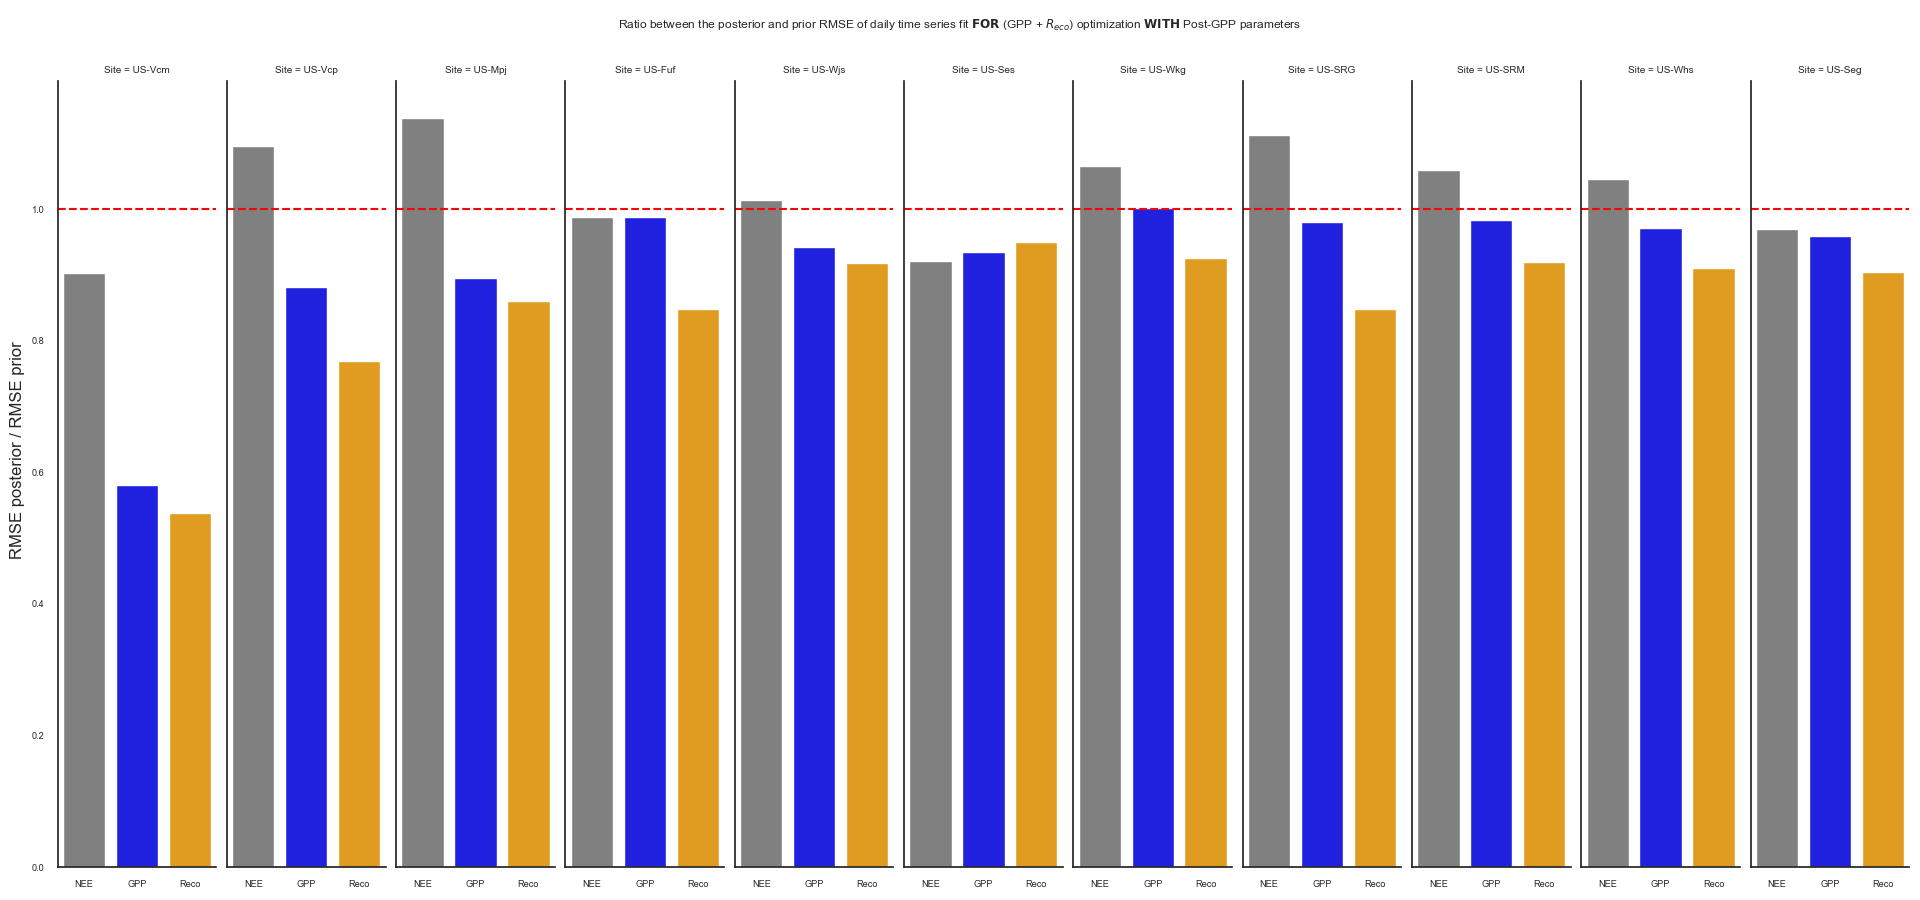 Ratio between the posterior and prior RMSE of daily time series fit FOR (GPP + R_eco) optimization WITH Post-GPP parameters
Site = US-Vcm
Site = US-Vcp
Site = US-Mpj
Site = US-Fuf
Site = US-Wjs
Site = US-Ses
Site = US-Wkg
Site = US-SRG
Site = US-SRM
Site = US-Whs
Site = US-Seg
RMSE posterior / RMSE prior
1.0
0.8
0.6
0.4
0.2
0.0
NEE GPP Reco
NEE GPP Reco
NEE GPP Reco
NEE GPP Reco
NEE GPP Reco
NEE GPP Reco
NEE GPP Reco
NEE GPP Reco
NEE GPP Reco
NEE GPP Reco
NEE GPP Reco